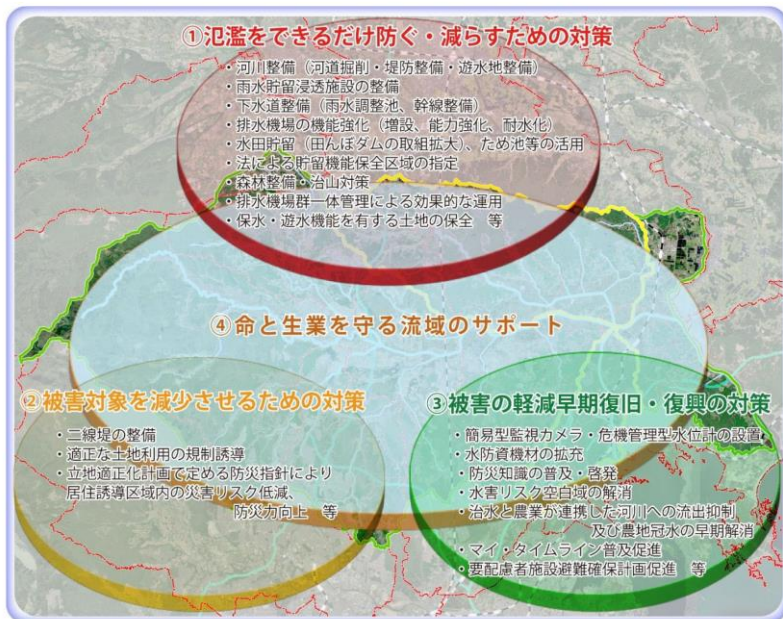 ①氾濫をできるだけ防ぐ・減らすための対策
・河川整備（河道掘削・堤防整備・遊水地整備）
・雨水貯留浸透施設の整備
・下水道整備（雨水調整池、幹線整備）
・排水機場の機能強化（増設、能力強化、耐水化）
・水田貯留（田んぼダムの取組拡大）、ため池等の活用
・法による貯留機能保全区域の指定
・森林整備・治山対策
・排水機場群一体管理による効果的な運用
・保水・遊水機能を有する土地の保全　等
④命と生業を守る流域のサポート
②被害対象を減少させるための対策
・二線堤の整備
・適正な土地利用の規制誘導
・立地適正化計画で定める防災指針により
居住誘導区域内の災害リスク低減、
防災力向上　等
③被害の軽減早期復旧・復興の対策
・簡易型監視カメラ・危機管理型水位計の設置
・水防資機材の拡充
・防災知識の普及・啓発
・水害リスク空白域の解消
・治水と農業が連携した河川への流出抑制
及び農地冠水の早期解消
・マイ・タイムライン普及促進
・要配慮者施設避難確保計画促進　等